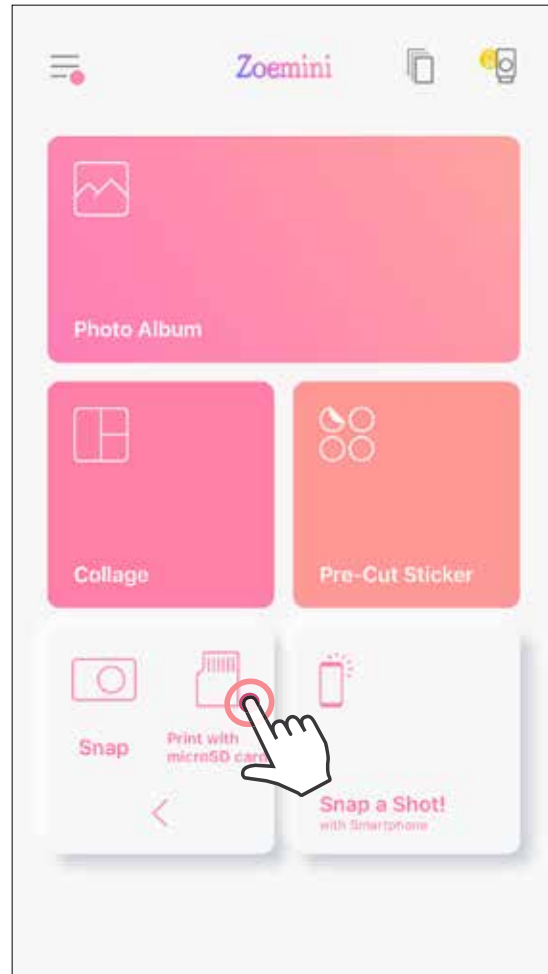 Zoemini
Photo Album
Collage
Pre-Cut Sticker
Snap
Print with
microSD card
Snap a Shot!
with Smartphone